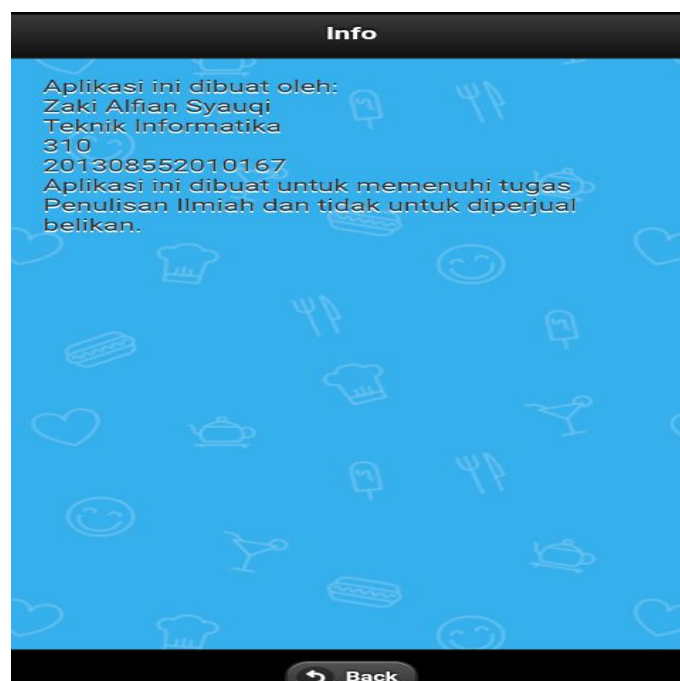 Info
Aplikasi ini dibuat oleh:
Zaki Alfian Syauqi
Teknik Informatika
310
201308552010167
Aplikasi ini dibuat untuk memenuhi tugas
Penulisan Ilmiah dan tidak untuk diperjual
belikan.
Back